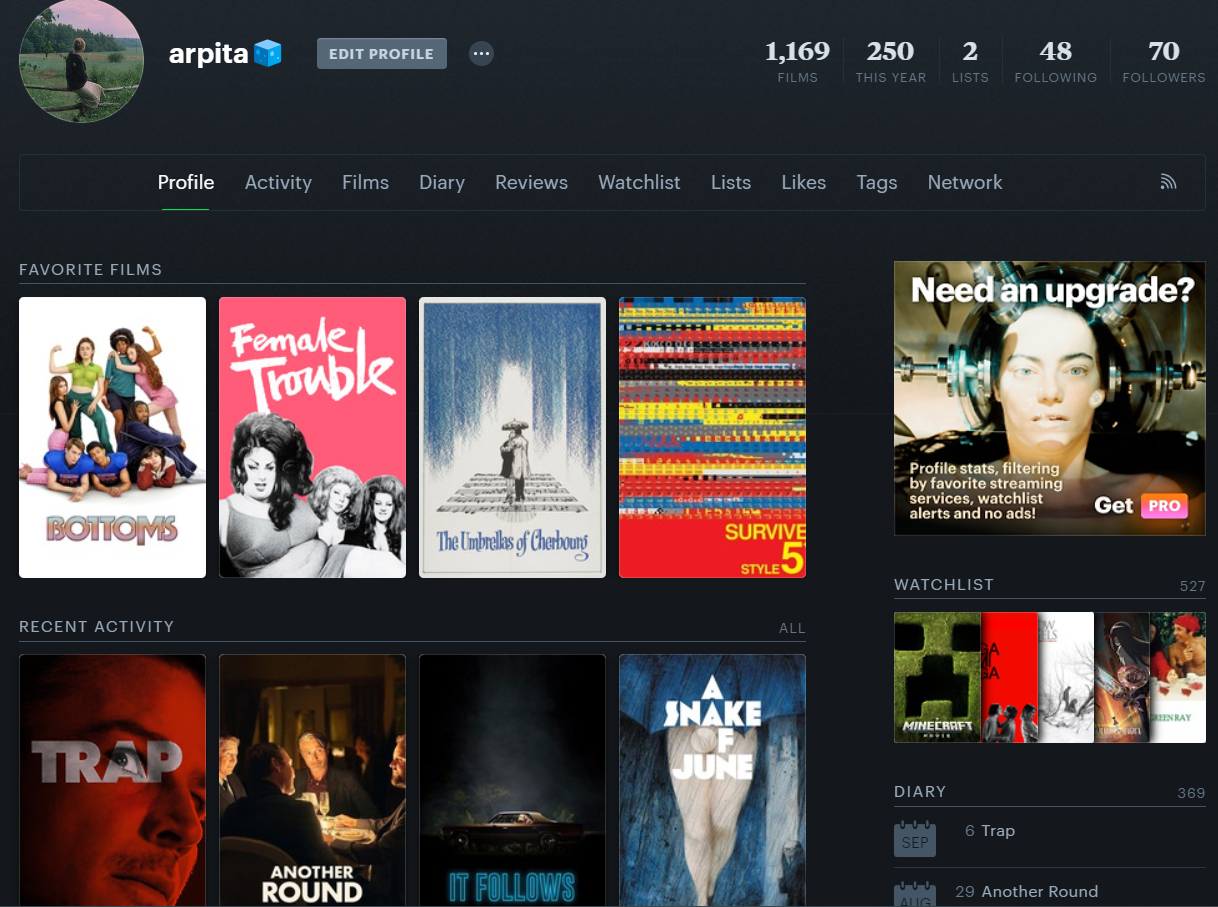 arpita
EDIT PROFILE
1,169
FILMS
250
THIS YEAR
2
LISTS
48
FOLLOWING
70
FOLLOWERS
Profile Activity Films Diary Reviews Watchlist Lists Likes Tags Network
FAVORITE FILMS
BOTTOMS
Female
Trouble
The Umbrellas of Cherbourg
SURVIVE
STYLE 5
Need an upgrade?
Profile stats, filtering
by favorite streaming
services, watchlist
alerts and no ads!
Get PRO
WATCHLIST 527
MINECRAFT
MOVIE
GREEN RAY
RECENT ACTIVITY ALL
TRAP
ANOTHER
ROUND
IT FOLLOWS
A
SNAKE
OF
JUNE
DIARY 369
SEP 6 Trap
AUG 29 Another Round